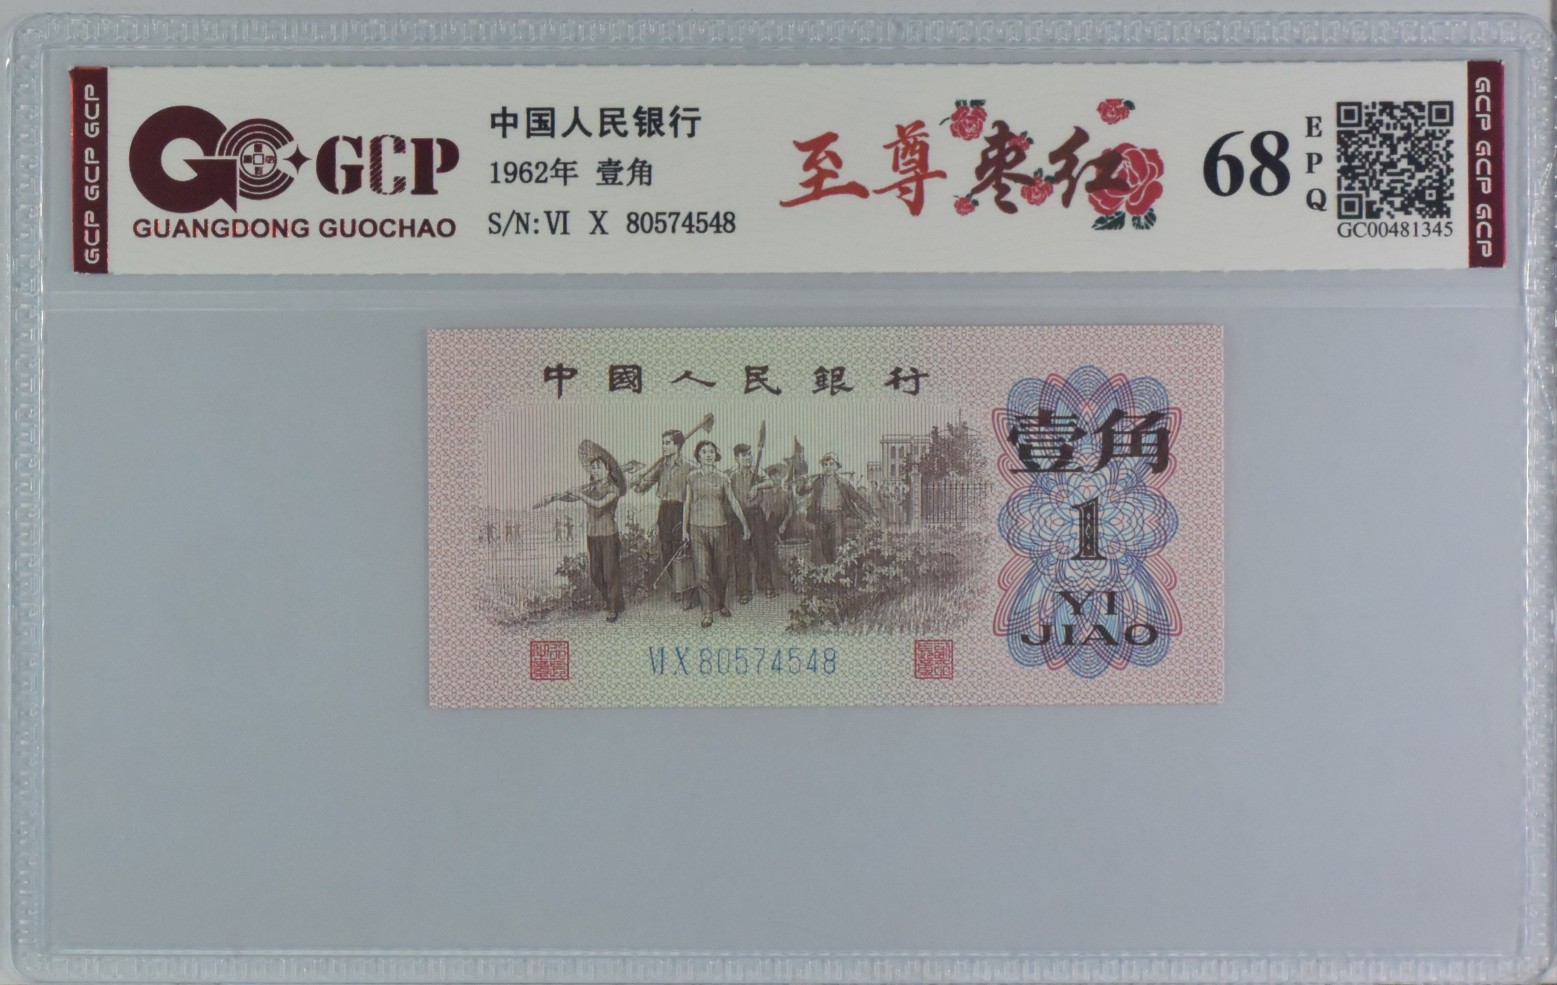 GCP GCP GCP
GCP
GUANGDONG GUOCHAO
中国人民银行
1962年 壹角
S/N:VI X 80574548
至尊枣红
68
EPQ
GC00481345
GCP GCP GCP
中國人民銀行
壹角
1
YI
JIAO
VI X 80574548